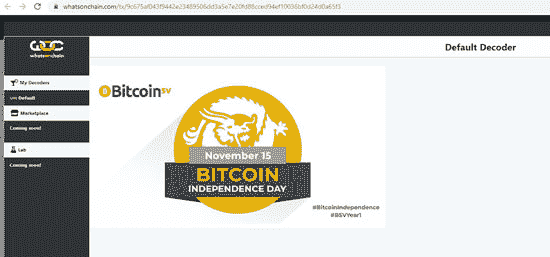 whatsonchain.com/tx/
Default Decoder
whatsonchain
My Decoders
Default
Marketplace
Coming soon!
Lab
Coming soon!
Bitcoin SV
November 15
BITCOIN
INDEPENDENCE DAY
#BitcoinIndependence
#BSVYear1